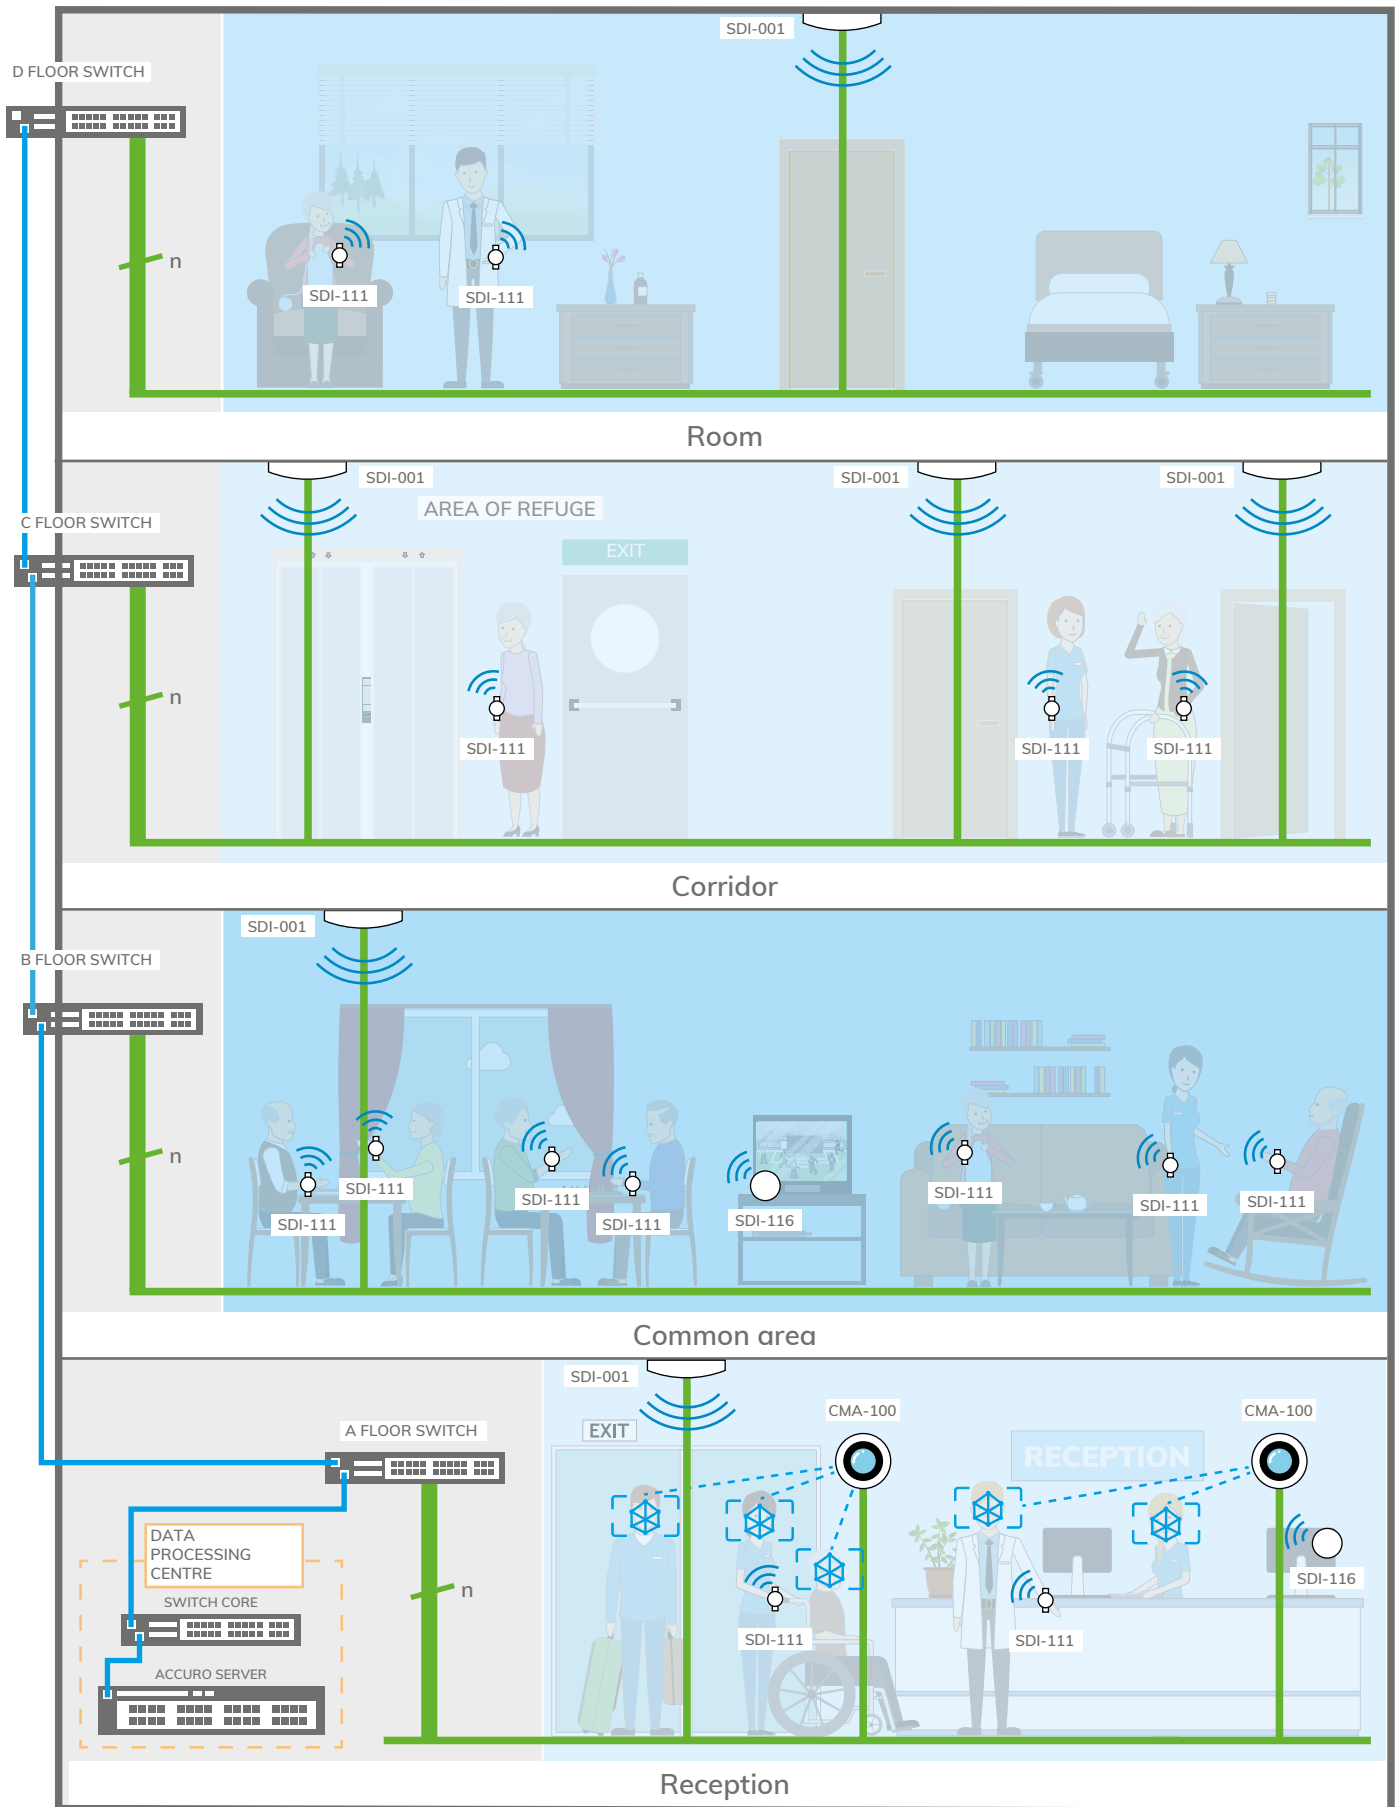 SDI-001
D FLOOR SWITCH
n
SDI-111
SDI-111
Room
SDI-001
SDI-001
SDI-001
AREA OF REFUGE
C FLOOR SWITCH
EXIT
n
SDI-111
SDI-111
SDI-111
Corridor
SDI-001
B FLOOR SWITCH
n
SDI-111
SDI-111
SDI-111
SDI-111
SDI-116
SDI-111
SDI-111
SDI-111
Common area
SDI-001
CMA-100
CMA-100
A FLOOR SWITCH
EXIT
RECEPTION
DATA
PROCESSING
CENTRE
n
SWITCH CORE
SDI-116
SDI-111
SDI-111
ACCURO SERVER
Reception